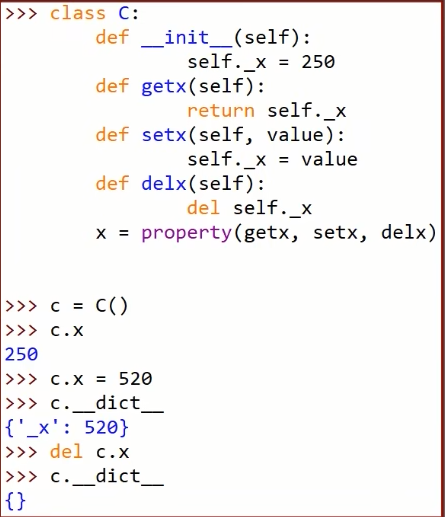 >>> class C:
        def __init__(self):
                self._x = 250
        def getx(self):
                return self._x
        def setx(self, value):
                self._x = value
        def delx(self):
                del self._x
        x = property(getx, setx, delx)
>>> c = C()
>>> c.x
250
>>> c.x = 520
>>> c.__dict__
{'_x': 520}
>>> del c.x
>>> c.__dict__
{}